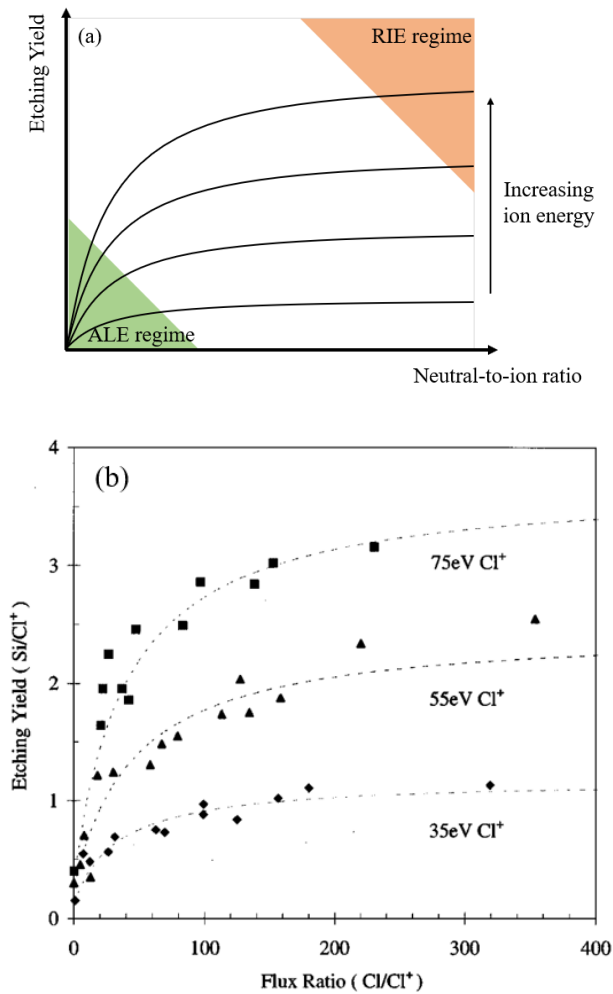 (a)
RIE regime
Etching Yield
Increasing
ion energy
ALE regime
Neutral-to-ion ratio
(b)
4
3
2
1
0
Etching Yield ( Si/Cl⁺ )
75eV Cl⁺
55eV Cl⁺
35eV Cl⁺
0
100
200
300
400
Flux Ratio ( Cl/Cl⁺ )